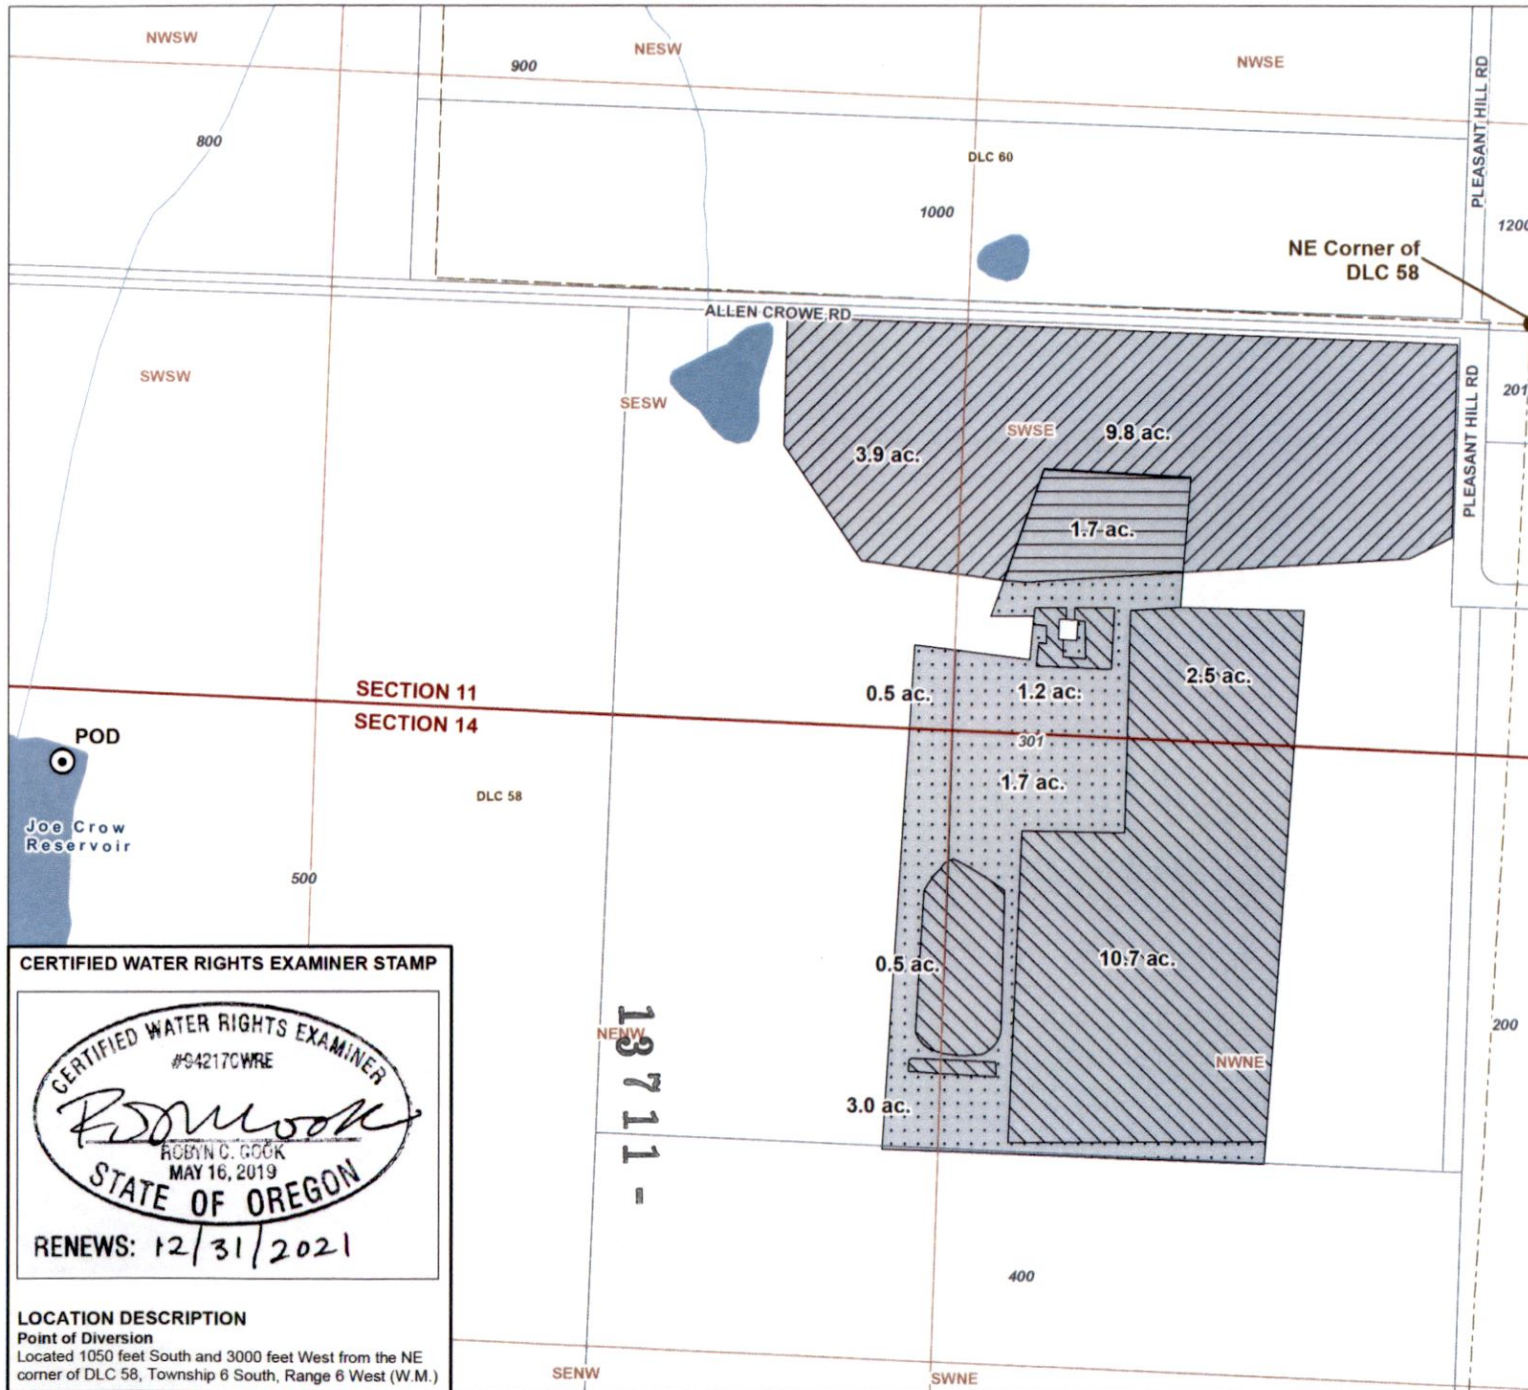 NWSW
NESW
NWSE
900
800
PLEASANT HILL RD
DLC 60
1000
1200
NE Corner of
DLC 58
ALLEN CROWE RD
SWSW
SESW
SWSE
9.8 ac.
3.9 ac.
201
PLEASANT HILL RD
1.7 ac.
2.5 ac.
0.5 ac.
1.2 ac.
SECTION 11
SECTION 14
301
POD
1.7 ac.
DLC 58
Joe Crow
Reservoir
500
0.5 ac.
10.7 ac.
NENW
13711-
200
NWNE
3.0 ac.
400
SENW
SWNE
CERTIFIED WATER RIGHTS EXAMINER STAMP
CERTIFIED WATER RIGHTS EXAMINER
#94217CWRE
ROBYN C. COOK
MAY 16, 2019
STATE OF OREGON
RENEWS: 12/31/2021
LOCATION DESCRIPTION
Point of Diversion
Located 1050 feet South and 3000 feet West from the NE
corner of DLC 58, Township 6 South, Range 6 West (W.M.)